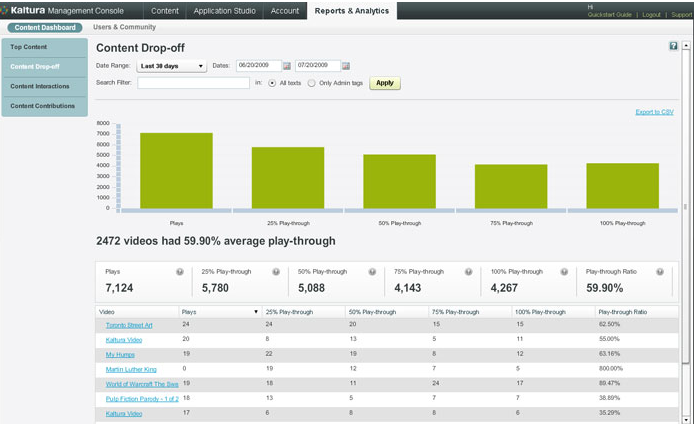 Kaltura Management Console Content Application Studio Account Reports & Analytics Hi
Quickstart Guide | Logout | Support
Content Dashboard Users & Community
Top Content
Content Drop-off
Content Interactions
Content Contributions
Content Drop-off ?
Date Range: Last 30 days Dates: 06/20/2009 07/20/2009
Search Filter: in: All texts Only Admin tags Apply
Export to CSV
8000
7000
6000
5000
4000
3000
2000
1000
0
Plays 25% Play-through 50% Play-through 75% Play-through 100% Play-through
2472 videos had 59.90% average play-through
Plays ? 25% Play-through ? 50% Play-through ? 75% Play-through ? 100% Play-through ? Play-through Ratio ?
7,124 5,780 5,088 4,143 4,267 59.90%
Video Plays 25% Play-through 50% Play-through 75% Play-through 100% Play-through Play-through Ratio
Toronto Street Art 24 24 20 15 15 62.50%
Kaltura Video 20 8 13 5 11 55.00%
My Humps 19 22 19 8 12 63.16%
Martin Luther King 0 19 12 7 5 800.00%
World of Warcraft The Bee 19 18 11 24 17 89.47%
Pulp Fiction Parody - 1 of 2 18 13 5 7 7 38.89%
Kaltura Video 17 6 8 8 6 35.29%